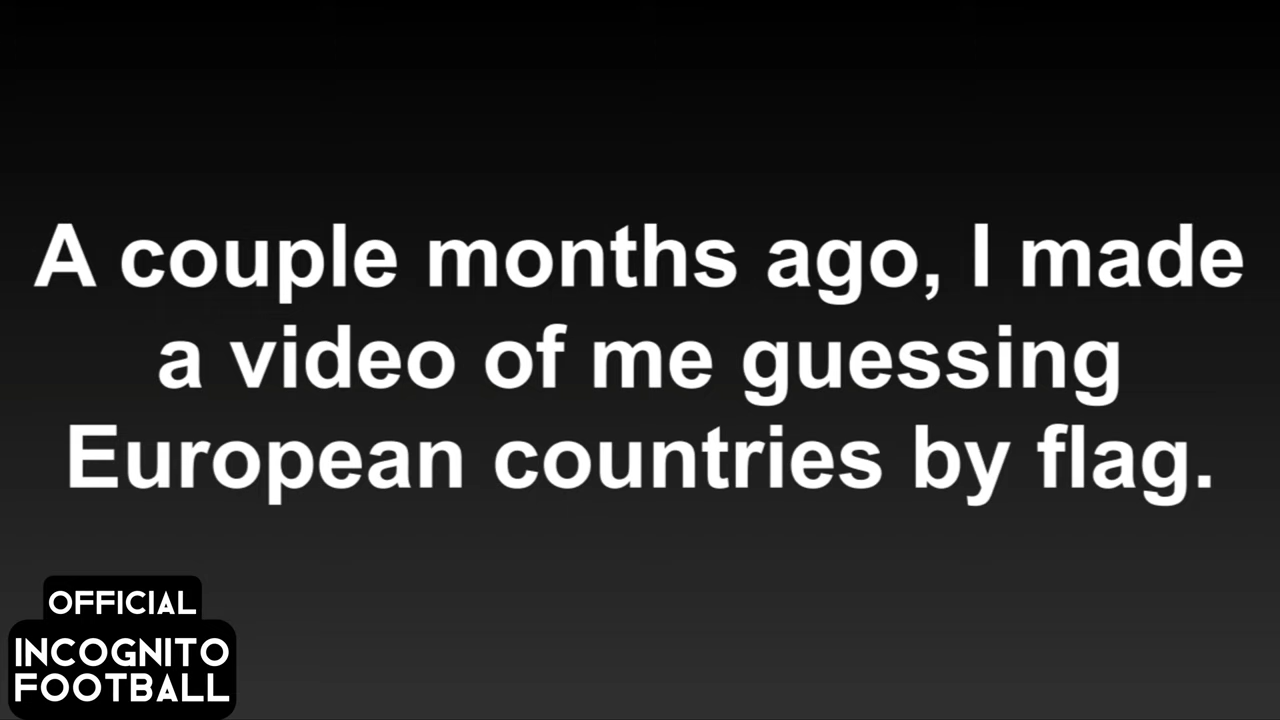 A couple months ago, I made
a video of me guessing
European countries by flag.
OFFICIAL
INCOGNITO
FOOTBALL